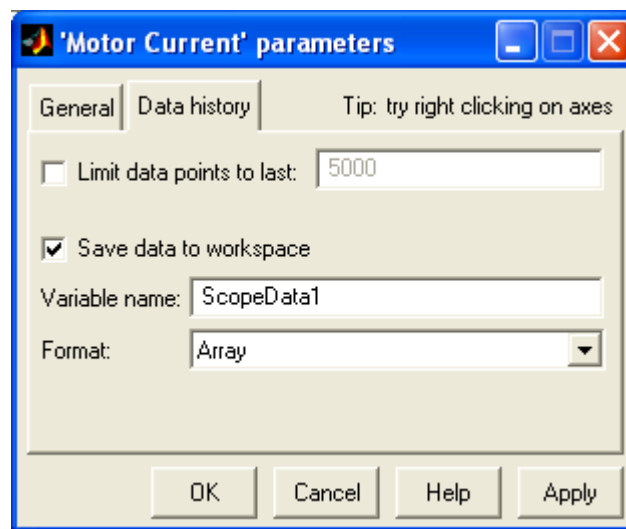 'Motor Current' parameters
General Data history Tip: try right clicking on axes
Limit data points to last: 5000
Save data to workspace
Variable name: ScopeData1
Format: Array
OK Cancel Help Apply